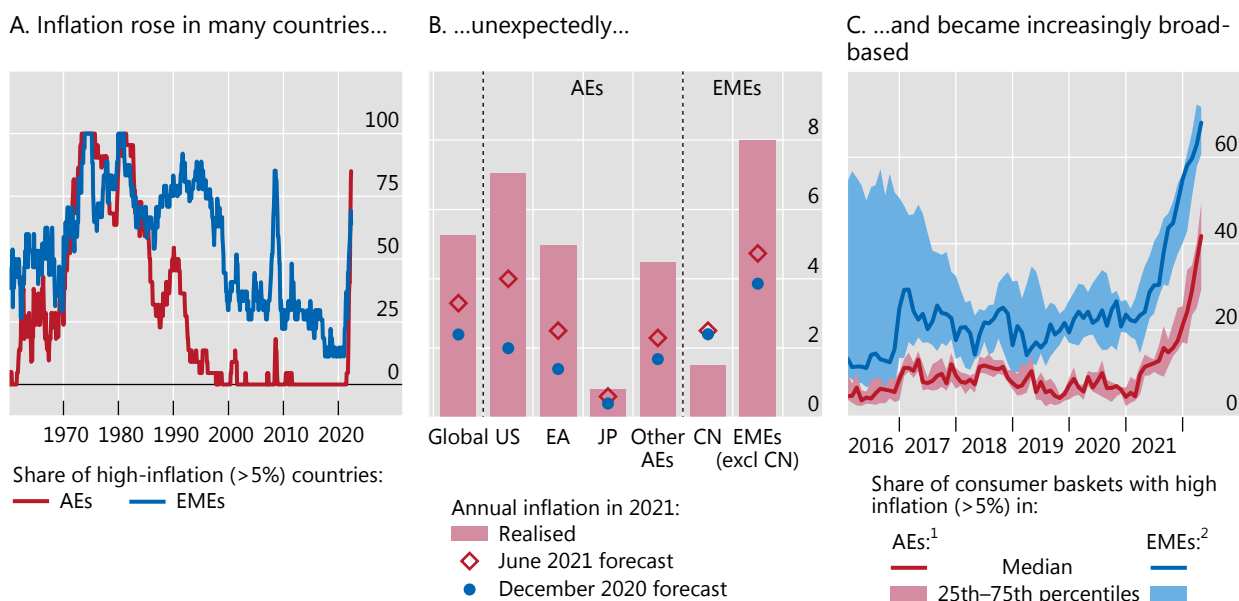 A. Inflation rose in many countries...
100
75
50
25
0
1970 1980 1990 2000 2010 2020
Share of high-inflation (>5%) countries:
AEs EMEs
B. ...unexpectedly...
AEs EMEs
8
6
4
2
0
Global US EA JP Other AEs CN EMEs (excl CN)
Annual inflation in 2021:
Realised
June 2021 forecast
December 2020 forecast
C. ...and became increasingly broad-
based
60
40
20
0
2016 2017 2018 2019 2020 2021
Share of consumer baskets with high
inflation (>5%) in:
AEs:1 EMEs:2
Median
25th–75th percentiles